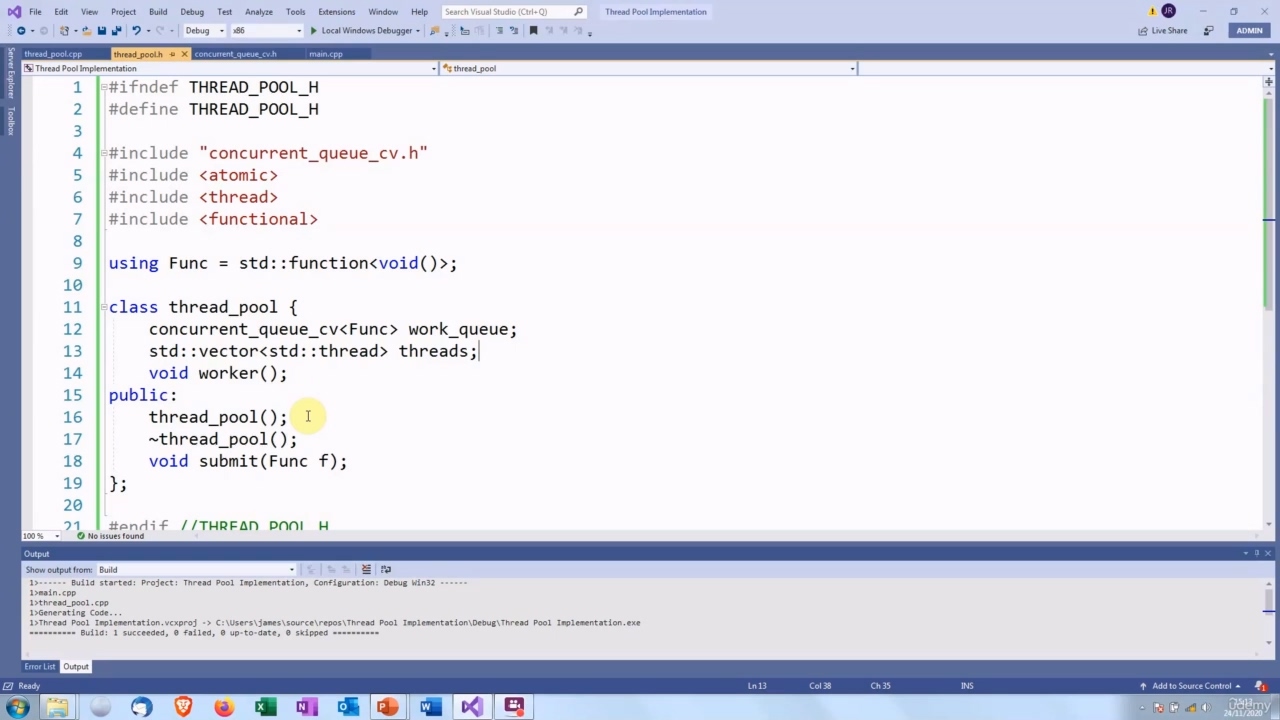 File Edit View Project Build Debug Test Analyze Tools Extensions Window Help Search Visual Studio (Ctrl+Q) Thread Pool Implementation JR
Debug x86 Local Windows Debugger Live Share ADMIN
thread_pool.cpp thread_pool.h concurrent_queue_cv.h main.cpp
Thread Pool Implementation thread_pool
Server Explorer
Toolbox
1 #ifndef THREAD_POOL_H
2 #define THREAD_POOL_H
3
4 #include "concurrent_queue_cv.h"
5 #include <atomic>
6 #include <thread>
7 #include <functional>
8
9 using Func = std::function<void()>;
10
11 class thread_pool {
12 concurrent_queue_cv<Func> work_queue;
13 std::vector<std::thread> threads;
14 void worker();
15 public:
16 thread_pool();
17 ~thread_pool();
18 void submit(Func f);
19 };
20
21 #endif //THREAD_POOL_H
100 % No issues found
Output
Show output from: Build
1>------ Build started: Project: Thread Pool Implementation, Configuration: Debug Win32 ------
1>main.cpp
1>thread_pool.cpp
1>Generating Code...
1>Thread Pool Implementation.vcxproj -> C:\Users\james\source\repos\Thread Pool Implementation\Debug\Thread Pool Implementation.exe
========== Build: 1 succeeded, 0 failed, 0 up-to-date, 0 skipped ==========
Error List Output
Ready Ln 13 Col 38 Ch 35 INS Add to Source Control 1
udemy
24/11/2020